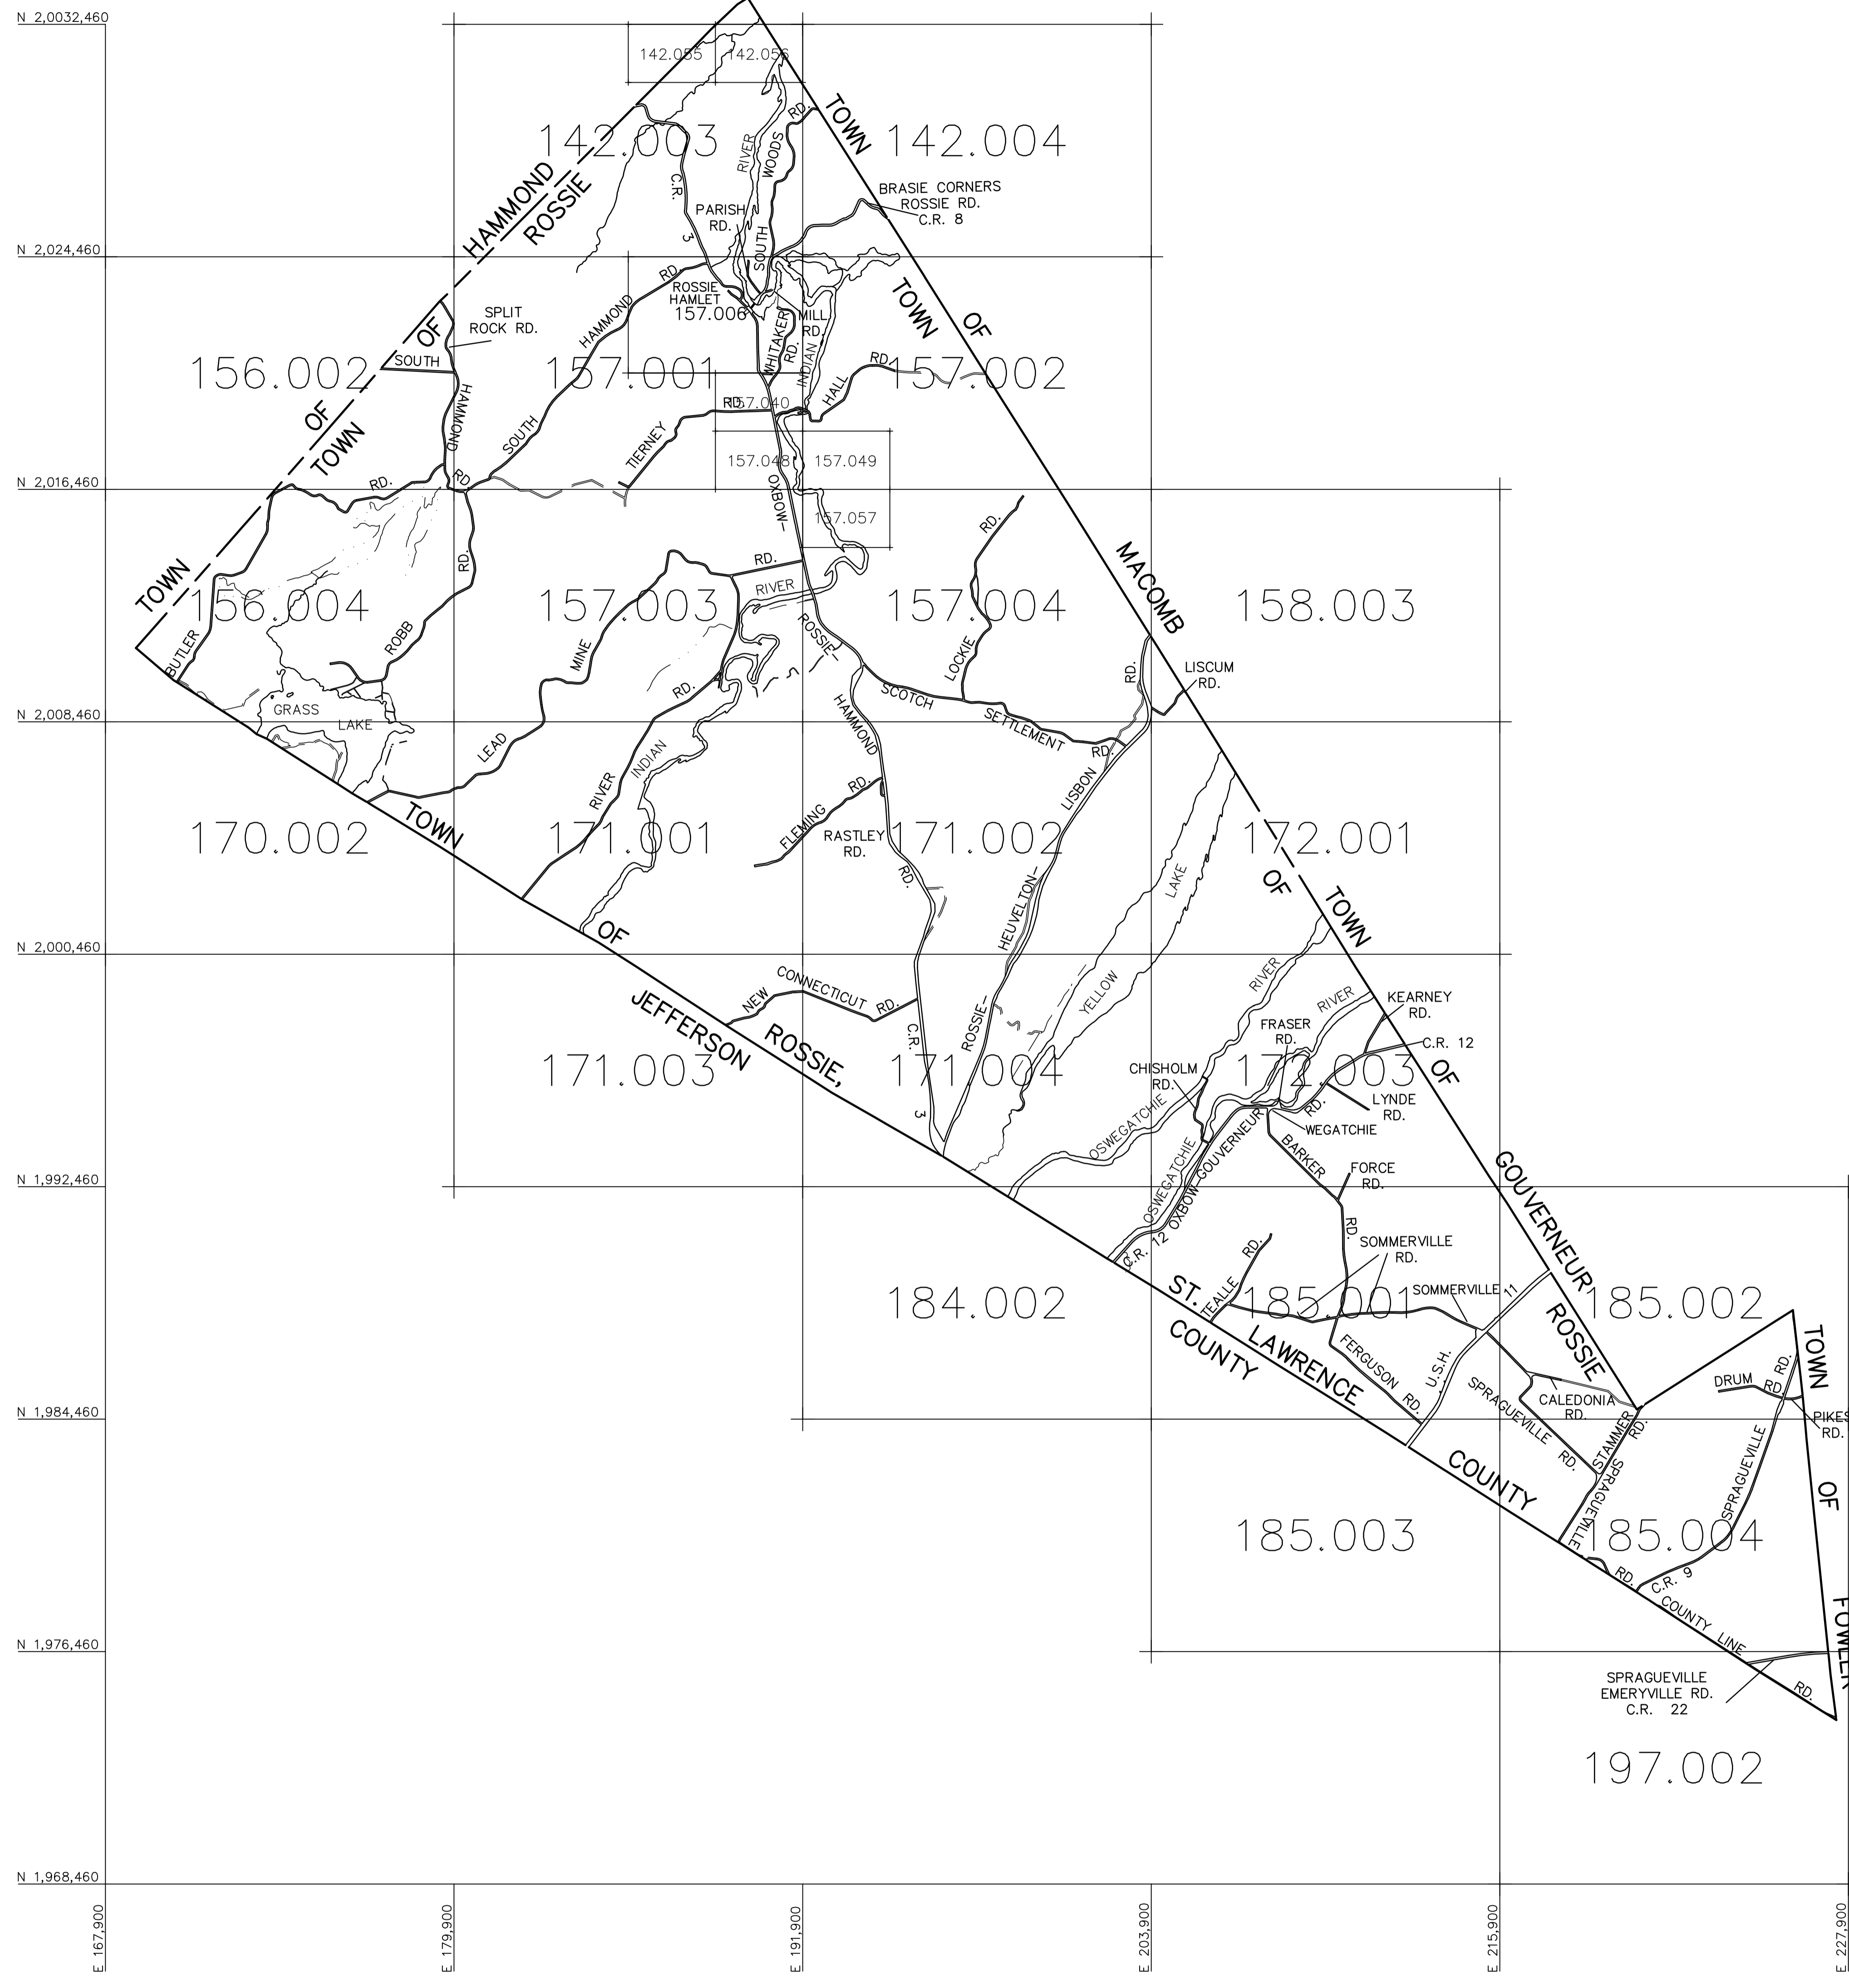 N 2,0032,460
142.055
142.056
142.003
142.004
TOWN
RD.
WOODS
RIVER
C.R.
3
SOUTH
PARISH
RD.
BRASIE CORNERS
ROSSIE RD.
C.R. 8
HAMMOND
ROSSIE
N 2,024,460
TOWN
OF
SPLIT
ROCK RD.
OF
SOUTH
HAMMOND
RD.
ROSSIE
HAMLET
157.006
MILL
RD.
WHITAKER
RD.
INDIAN
156.002
157.001
157.002
HALL
RD.
157.040
RD.
TIERNEY
HAMMOND
SOUTH
RD
OF
TOWN
157.048
157.049
157.057
OXBOW-
N 2,016,460
RD.
RD.
RD.
MACOMB
TOWN
156.004
157.003
157.004
158.003
RD.
RIVER
ROSSIE-
BUTLER
ROBB
MINE
LOCKIE
RD.
LISCUM
RD.
GRASS
LAKE
RD.
SCOTCH
SETTLEMENT
RD.
HAMMOND
N 2,008,460
LEAD
INDIAN
RIVER
FLEMING
RD.
RASTLEY
RD.
LISBON
170.002
TOWN
171.001
171.002
172.001
RD.
LAKE
HEUVELTON-
OF
TOWN
OF
N 2,000,460
NEW
CONNECTICUT
RD.
YELLOW
RIVER
RIVER
KEARNEY
RD.
FRASER
RD.
C.R. 12
JEFFERSON
ROSSIE,
C.R.
ROSSIE-
171.003
171.004
172.003
OF
CHISHOLM
RD.
LYNDE
RD.
RD.
WEGATCHIE
3
OSWEGATCHIE
OSWEGATCHIE
OXBOW-GOUVERNEUR
BARKER
FORCE
RD.
RD.
N 1,992,460
GOUVERNEUR
C.R. 12
SOMMERVILLE
RD.
RD.
TEALLE
SOMMERVILLE
11
184.002
185.001
185.002
ST.
LAWRENCE
COUNTY
ROSSIE
TOWN
FERGUSON
RD.
U.S.H.
SPRAGUEVILLE
RD.
CALEDONIA
RD.
DRUM
RD.
RD.
PIKES
RD.
N 1,984,460
STAMMER
RD.
SPRAGUEVILLE
SPRAGUEVILLE
COUNTY
OF
185.003
185.004
RD.
C.R. 9
COUNTY LINE
RD.
FOWLER
N 1,976,460
SPRAGUEVILLE
EMERYVILLE RD.
C.R. 22
197.002
N 1,968,460
E 167,900
E 179,900
E 191,900
E 203,900
E 215,900
E 227,900